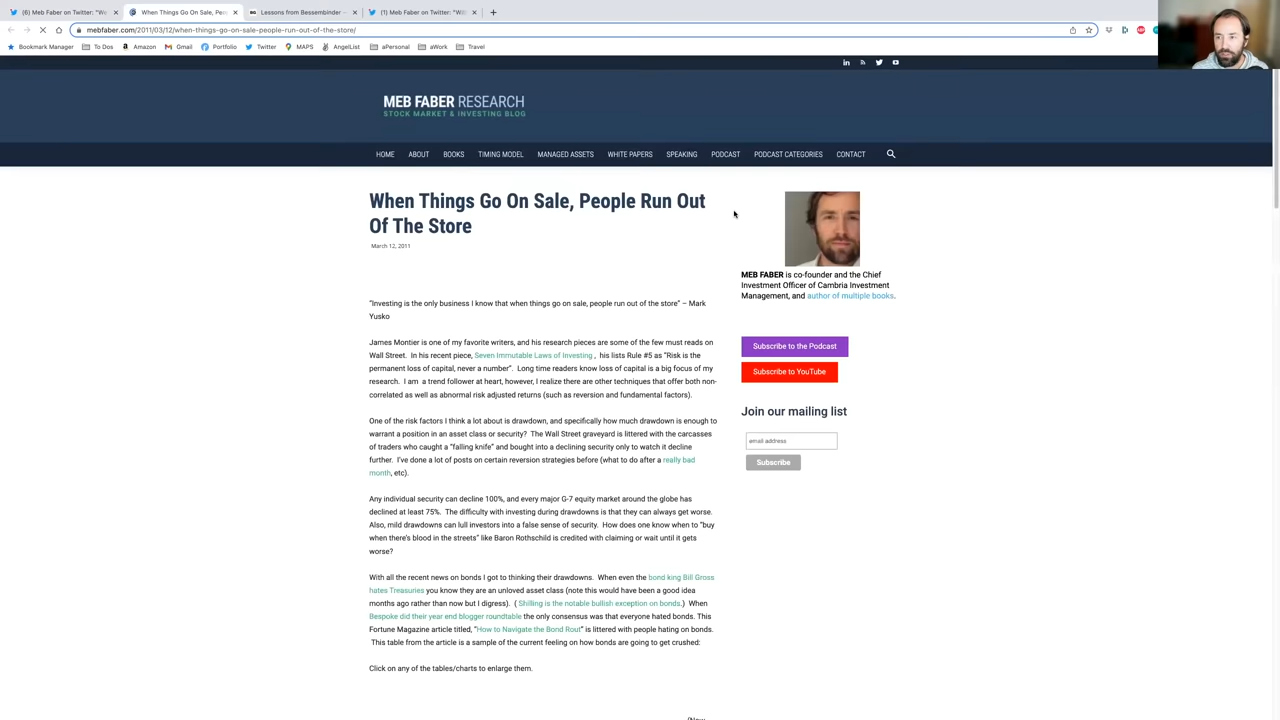 (6) Meb Faber on Twitter: "We
When Things Go On Sale, Peo
Lessons from Bessembinder –
(1) Meb Faber on Twitter: "Wil
mebfaber.com/2011/03/12/when-things-go-on-sale-people-run-out-of-the-store/
Bookmark Manager
To Dos
Amazon
Gmail
Portfolio
Twitter
MAPS
AngelList
aPersonal
aWork
Travel
MEB FABER RESEARCH
STOCK MARKET & INVESTING BLOG
HOME ABOUT BOOKS TIMING MODEL MANAGED ASSETS WHITE PAPERS SPEAKING PODCAST PODCAST CATEGORIES CONTACT
When Things Go On Sale, People Run Out
Of The Store
March 12, 2011
"Investing is the only business I know that when things go on sale, people run out of the store" – Mark
Yusko
James Montier is one of my favorite writers, and his research pieces are some of the few must reads on
Wall Street.  In his recent piece, Seven Immutable Laws of Investing ,  his lists Rule #5 as "Risk is the
permanent loss of capital, never a number".  Long time readers know loss of capital is a big focus of my
research.  I am  a trend follower at heart, however, I realize there are other techniques that offer both non-
correlated as well as abnormal risk adjusted returns (such as reversion and fundamental factors).
One of the risk factors I think a lot about is drawdown, and specifically how much drawdown is enough to
warrant a position in an asset class or security?  The Wall Street graveyard is littered with the carcasses
of traders who caught a "falling knife" and bought into a declining security only to watch it decline
further.  I've done a lot of posts on certain reversion strategies before (what to do after a really bad
month, etc).
Any individual security can decline 100%, and every major G-7 equity market around the globe has
declined at least 75%.  The difficulty with investing during drawdowns is that they can always get worse.
Also, mild drawdowns can lull investors into a false sense of security.  How does one know when to "buy
when there's blood in the streets" like Baron Rothschild is credited with claiming or wait until it gets
worse?
With all the recent news on bonds I got to thinking their drawdowns.  When even the bond king Bill Gross
hates Treasuries you know they are an unloved asset class (note this would have been a good idea
months ago rather than now but I digress).  ( Shilling is the notable bullish exception on bonds.)  When
Bespoke did their year end blogger roundtable the only consensus was that everyone hated bonds. This
Fortune Magazine article titled, "How to Navigate the Bond Rout" is littered with people hating on bonds.
This table from the article is a sample of the current feeling on how bonds are going to get crushed:
Click on any of the tables/charts to enlarge them.
MEB FABER is co-founder and the Chief
Investment Officer of Cambria Investment
Management, and author of multiple books.
Subscribe to the Podcast
Subscribe to YouTube
Join our mailing list
email address
Subscribe